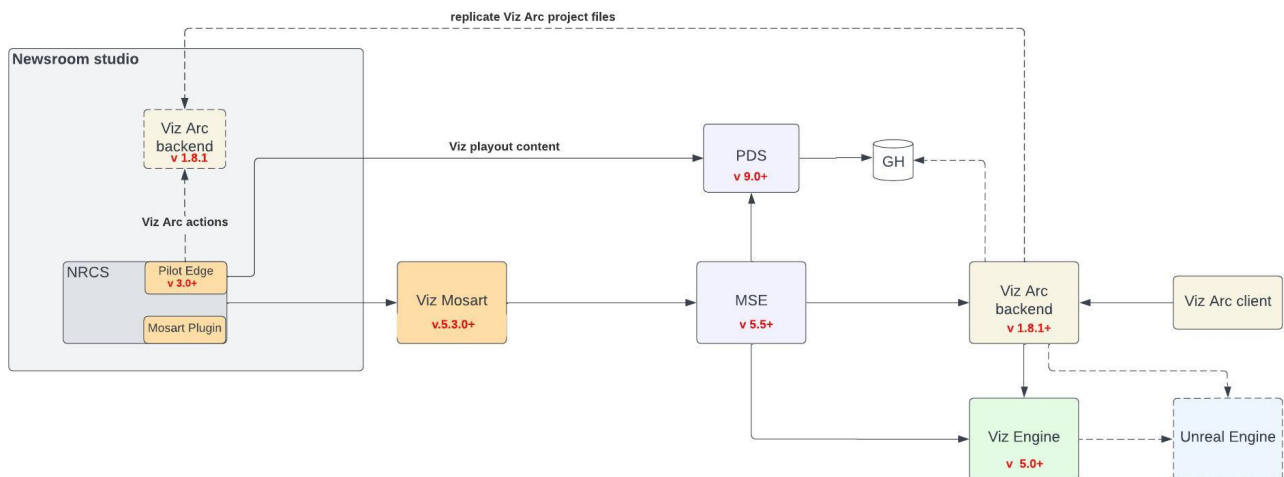 replicate Viz Arc project files
Newsroom studio
Viz Arc
backend
v 1.8.1
Viz playout content
PDS
v 9.0+
GH
Viz Arc actions
NRCS
Pilot Edge
v 3.0+
Mosart Plugin
Viz Mosart
v.5.3.0+
MSE
v 5.5+
Viz Arc
backend
v 1.8.1+
Viz Arc client
Viz Engine
v 5.0+
Unreal Engine